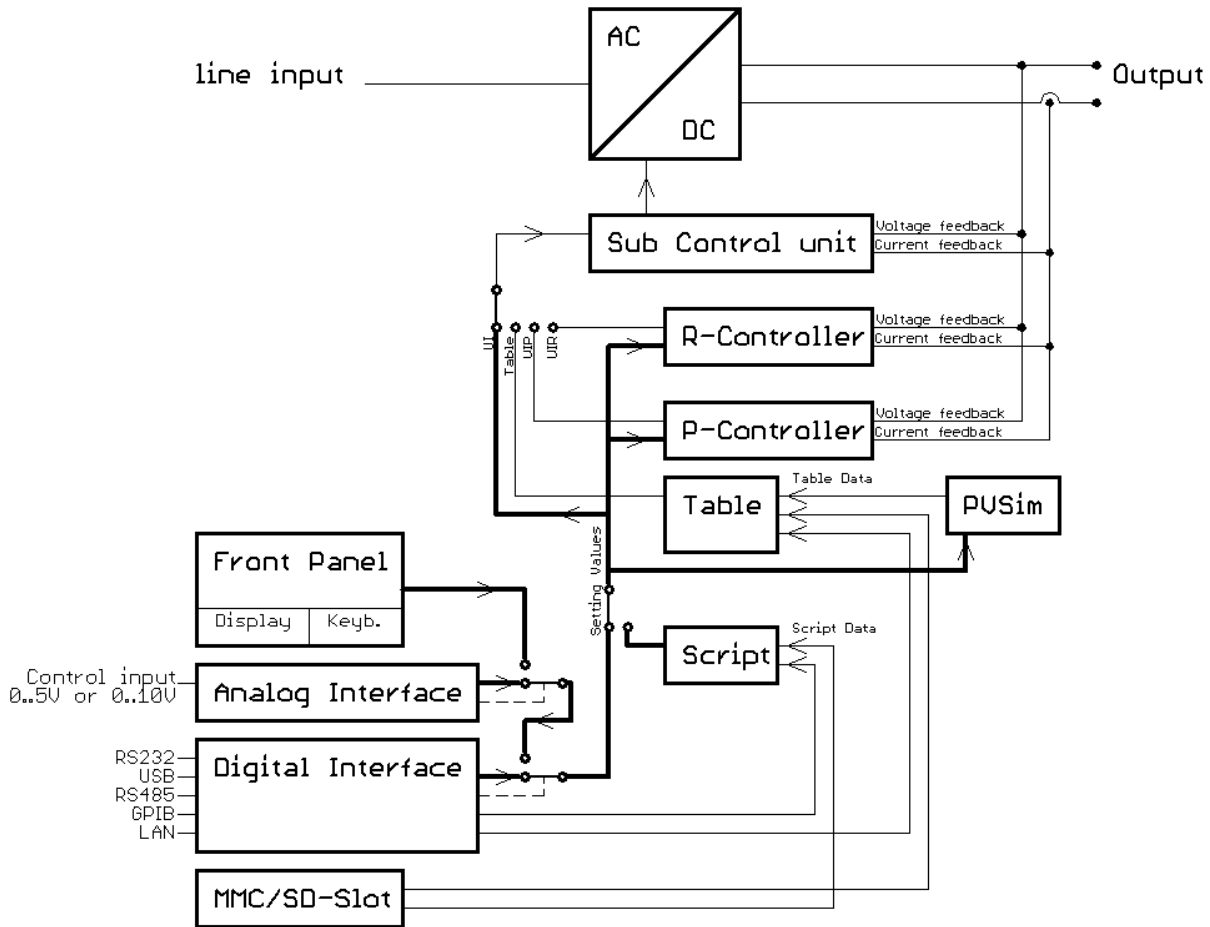 AC
line input
Output
DC
Voltage feedback
Sub Control unit
Current feedback
UI
Table
UIP
UIR
Voltage feedback
R-Controller
Current feedback
Voltage feedback
P-Controller
Current feedback
Table Data
Table
PVSim
Setting Values
Front Panel
Display
Keyb.
Script Data
Script
Control input
0..5V or 0..10V
Analog Interface
RS232
USB
RS485
GPIB
LAN
Digital Interface
MMC/SD-Slot